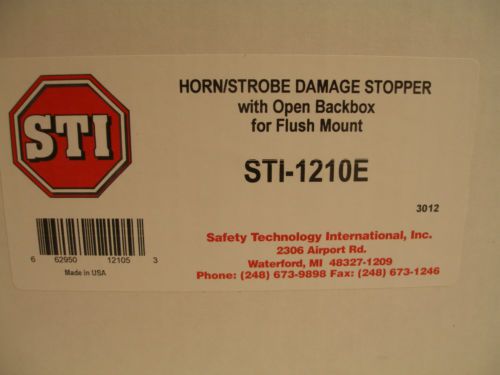 STI
HORN/STROBE DAMAGE STOPPER
with Open Backbox
for Flush Mount
STI-1210E
3012
6 62950 12105 3
Made in USA
Safety Technology International, Inc.
2306 Airport Rd.
Waterford, MI 48327-1209
Phone: (248) 673-9898 Fax: (248) 673-1246